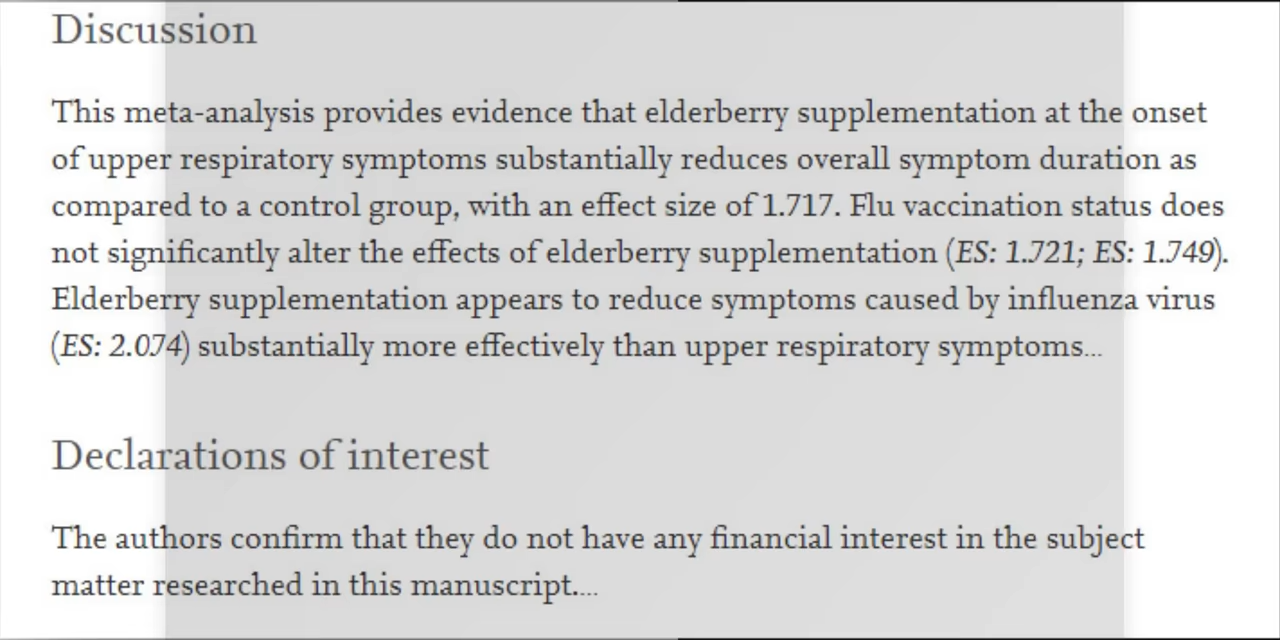 Discussion
This meta-analysis provides evidence that elderberry supplementation at the onset
of upper respiratory symptoms substantially reduces overall symptom duration as
compared to a control group, with an effect size of 1.717. Flu vaccination status does
not significantly alter the effects of elderberry supplementation (ES: 1.721; ES: 1.749).
Elderberry supplementation appears to reduce symptoms caused by influenza virus
(ES: 2.074) substantially more effectively than upper respiratory symptoms...
Declarations of interest
The authors confirm that they do not have any financial interest in the subject
matter researched in this manuscript....